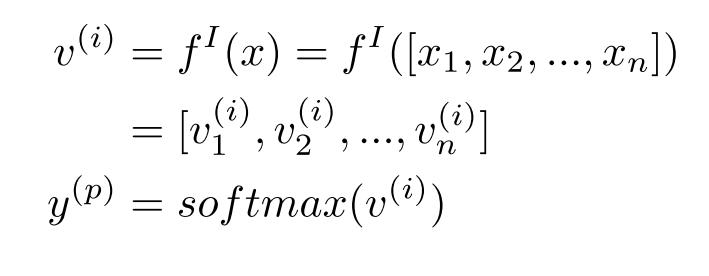 v^{(i)} = f^I(x) = f^I([x_1, x_2, ..., x_n])
= [v_1^{(i)}, v_2^{(i)}, ..., v_n^{(i)}]
y^{(p)} = softmax(v^{(i)})